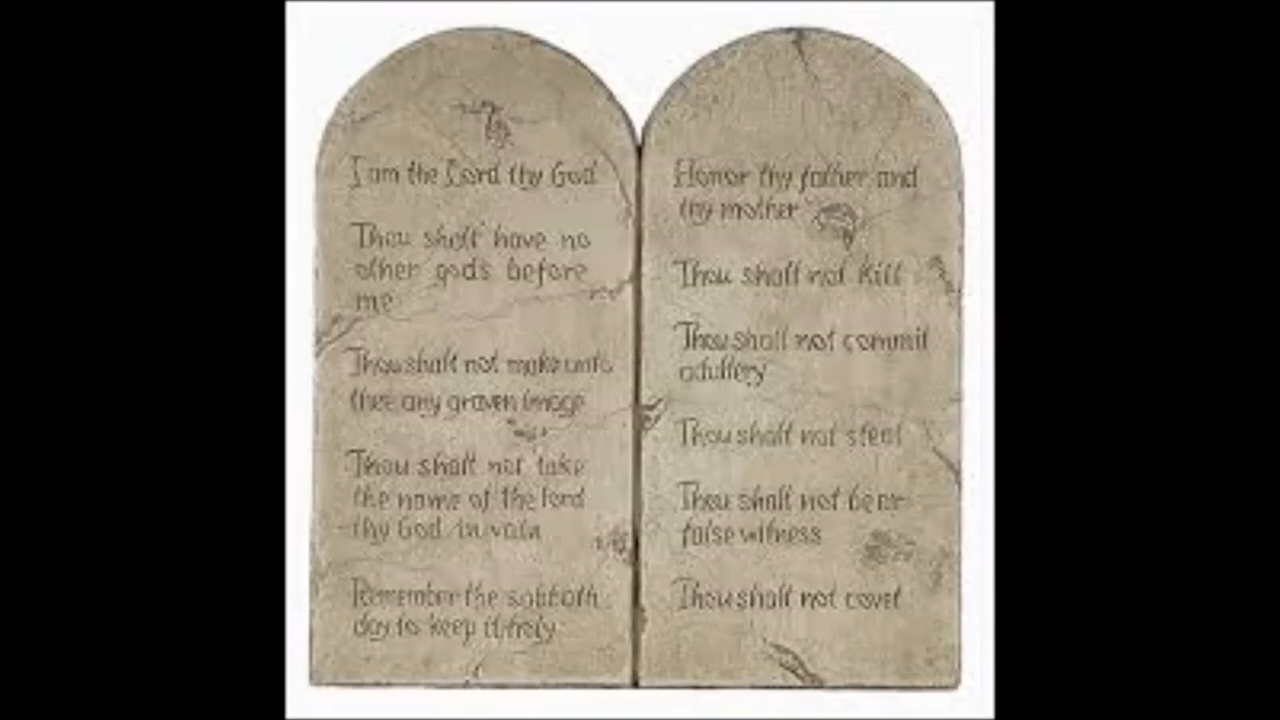 I am the Lord thy God
Thou shalt have no
other gods before
me
Thou shalt not make unto
thee any graven image
Thou shalt not take
the name of the lord
thy God in vain
Remember the sabbath
day to keep it holy
Honor thy father and
thy mother
Thou shalt not kill
Thou shalt not commit
adultery
Thou shalt not steal
Thou shalt not bear
false witness
Thou shalt not covet